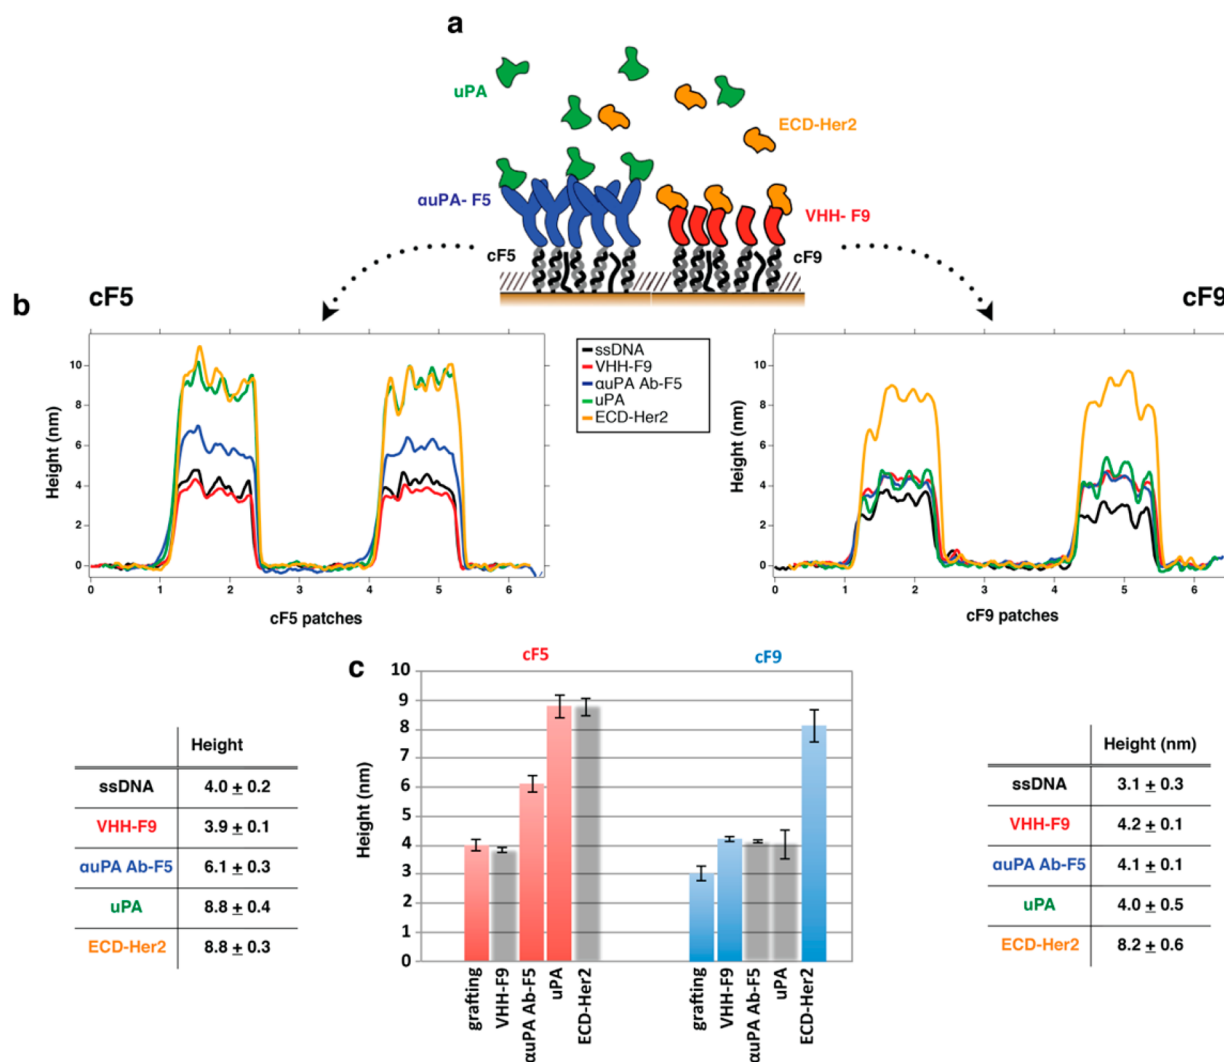 a
uPA
ECD-Her2
αuPA- F5
VHH- F9
cF5
cF9
b
cF5
cF9
ssDNA
VHH-F9
αuPA Ab-F5
uPA
ECD-Her2
Height (nm)
10
8
6
4
2
0
0 1 2 3 4 5 6
cF5 patches
Height (nm)
10
8
6
4
2
0
0 1 2 3 4 5 6
cF9 patches
c
cF5
cF9
Height (nm)
10
9
8
7
6
5
4
3
2
1
0
grafting
VHH-F9
αuPA Ab-F5
uPA
ECD-Her2
grafting
VHH-F9
αuPA Ab-F5
uPA
ECD-Her2
Height
ssDNA 4.0 ± 0.2
VHH-F9 3.9 ± 0.1
αuPA Ab-F5 6.1 ± 0.3
uPA 8.8 ± 0.4
ECD-Her2 8.8 ± 0.3
Height (nm)
ssDNA 3.1 ± 0.3
VHH-F9 4.2 ± 0.1
αuPA Ab-F5 4.1 ± 0.1
uPA 4.0 ± 0.5
ECD-Her2 8.2 ± 0.6